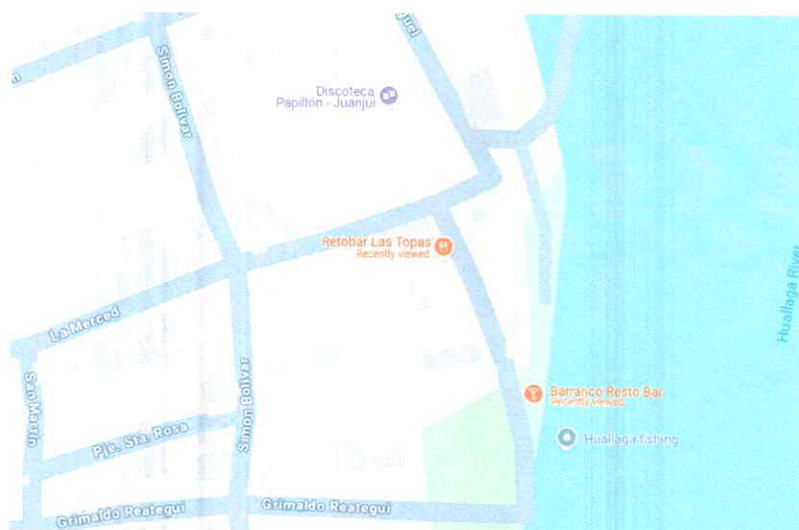 Simon Bolivar
guel
Discoteca
Papillón - Juanjui
Retobar Las Topas
Recently viewed
Huallaga River
La Merced
San Martin
Simon Bolivar
Barranco Resto Bar
Recently viewed
Pje. Sta. Rosa
Huallaga fishing
Grimaldo Reategui
Grimaldo Reategui